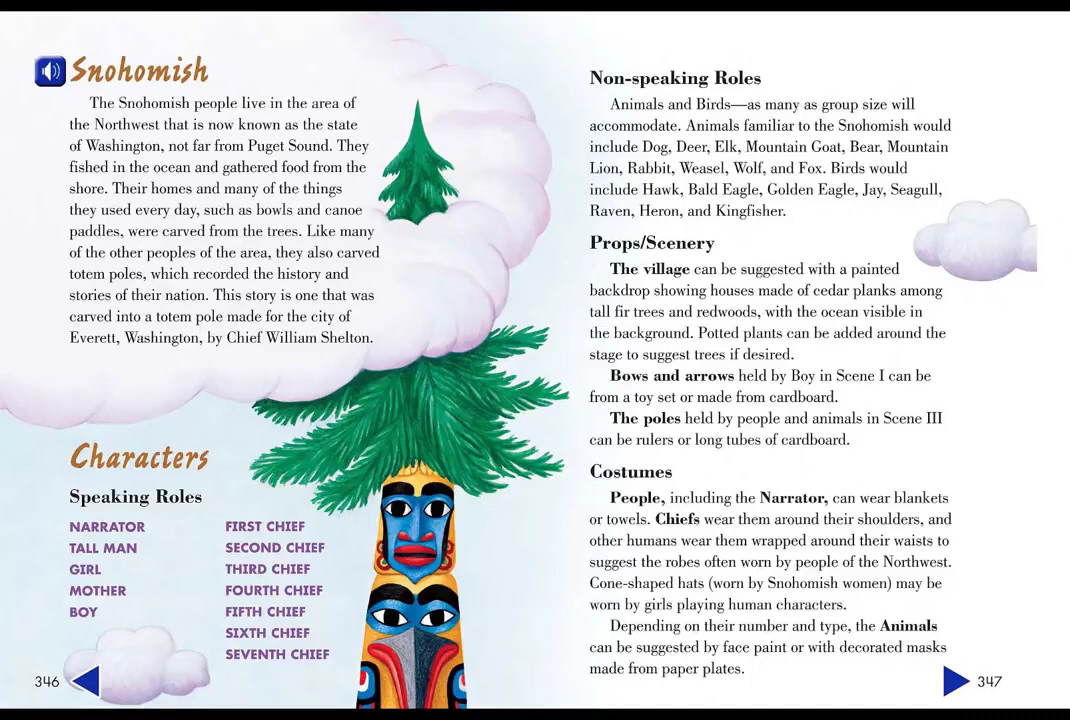 Snohomish
The Snohomish people live in the area of
the Northwest that is now known as the state
of Washington, not far from Puget Sound. They
fished in the ocean and gathered food from the
shore. Their homes and many of the things
they used every day, such as bowls and canoe
paddles, were carved from the trees. Like many
of the other peoples of the area, they also carved
totem poles, which recorded the history and
stories of their nation. This story is one that was
carved into a totem pole made for the city of
Everett, Washington, by Chief William Shelton.
Characters
Speaking Roles
NARRATOR
TALL MAN
GIRL
MOTHER
BOY
FIRST CHIEF
SECOND CHIEF
THIRD CHIEF
FOURTH CHIEF
FIFTH CHIEF
SIXTH CHIEF
SEVENTH CHIEF
346
Non-speaking Roles
Animals and Birds—as many as group size will
accommodate. Animals familiar to the Snohomish would
include Dog, Deer, Elk, Mountain Goat, Bear, Mountain
Lion, Rabbit, Weasel, Wolf, and Fox. Birds would
include Hawk, Bald Eagle, Golden Eagle, Jay, Seagull,
Raven, Heron, and Kingfisher.
Props/Scenery
The village can be suggested with a painted
backdrop showing houses made of cedar planks among
tall fir trees and redwoods, with the ocean visible in
the background. Potted plants can be added around the
stage to suggest trees if desired.
Bows and arrows held by Boy in Scene I can be
from a toy set or made from cardboard.
The poles held by people and animals in Scene III
can be rulers or long tubes of cardboard.
Costumes
People, including the Narrator, can wear blankets
or towels. Chiefs wear them around their shoulders, and
other humans wear them wrapped around their waists to
suggest the robes often worn by people of the Northwest.
Cone-shaped hats (worn by Snohomish women) may be
worn by girls playing human characters.
Depending on their number and type, the Animals
can be suggested by face paint or with decorated masks
made from paper plates.
347